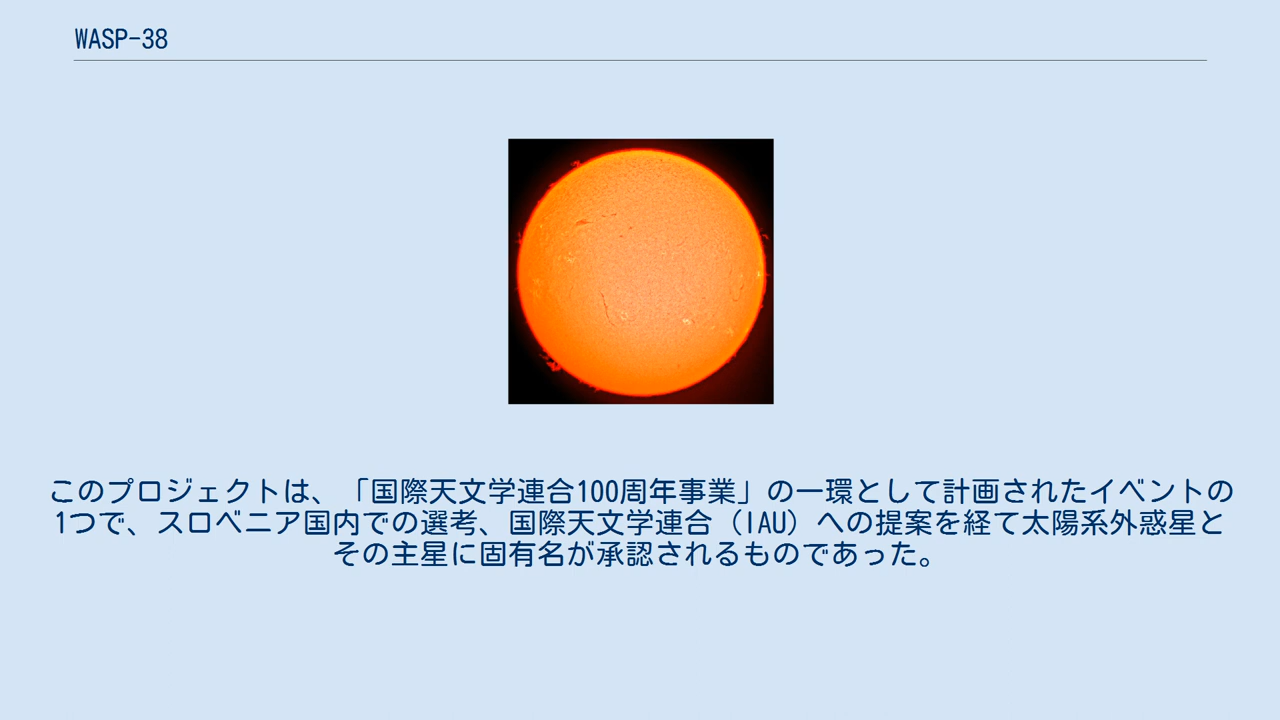 WASP-38
このプロジェクトは、「国際天文学連合100周年事業」の一環として計画されたイベントの
1つで、スロベニア国内での選考、国際天文学連合（IAU）への提案を経て太陽系外惑星と
その主星に固有名が承認されるものであった。